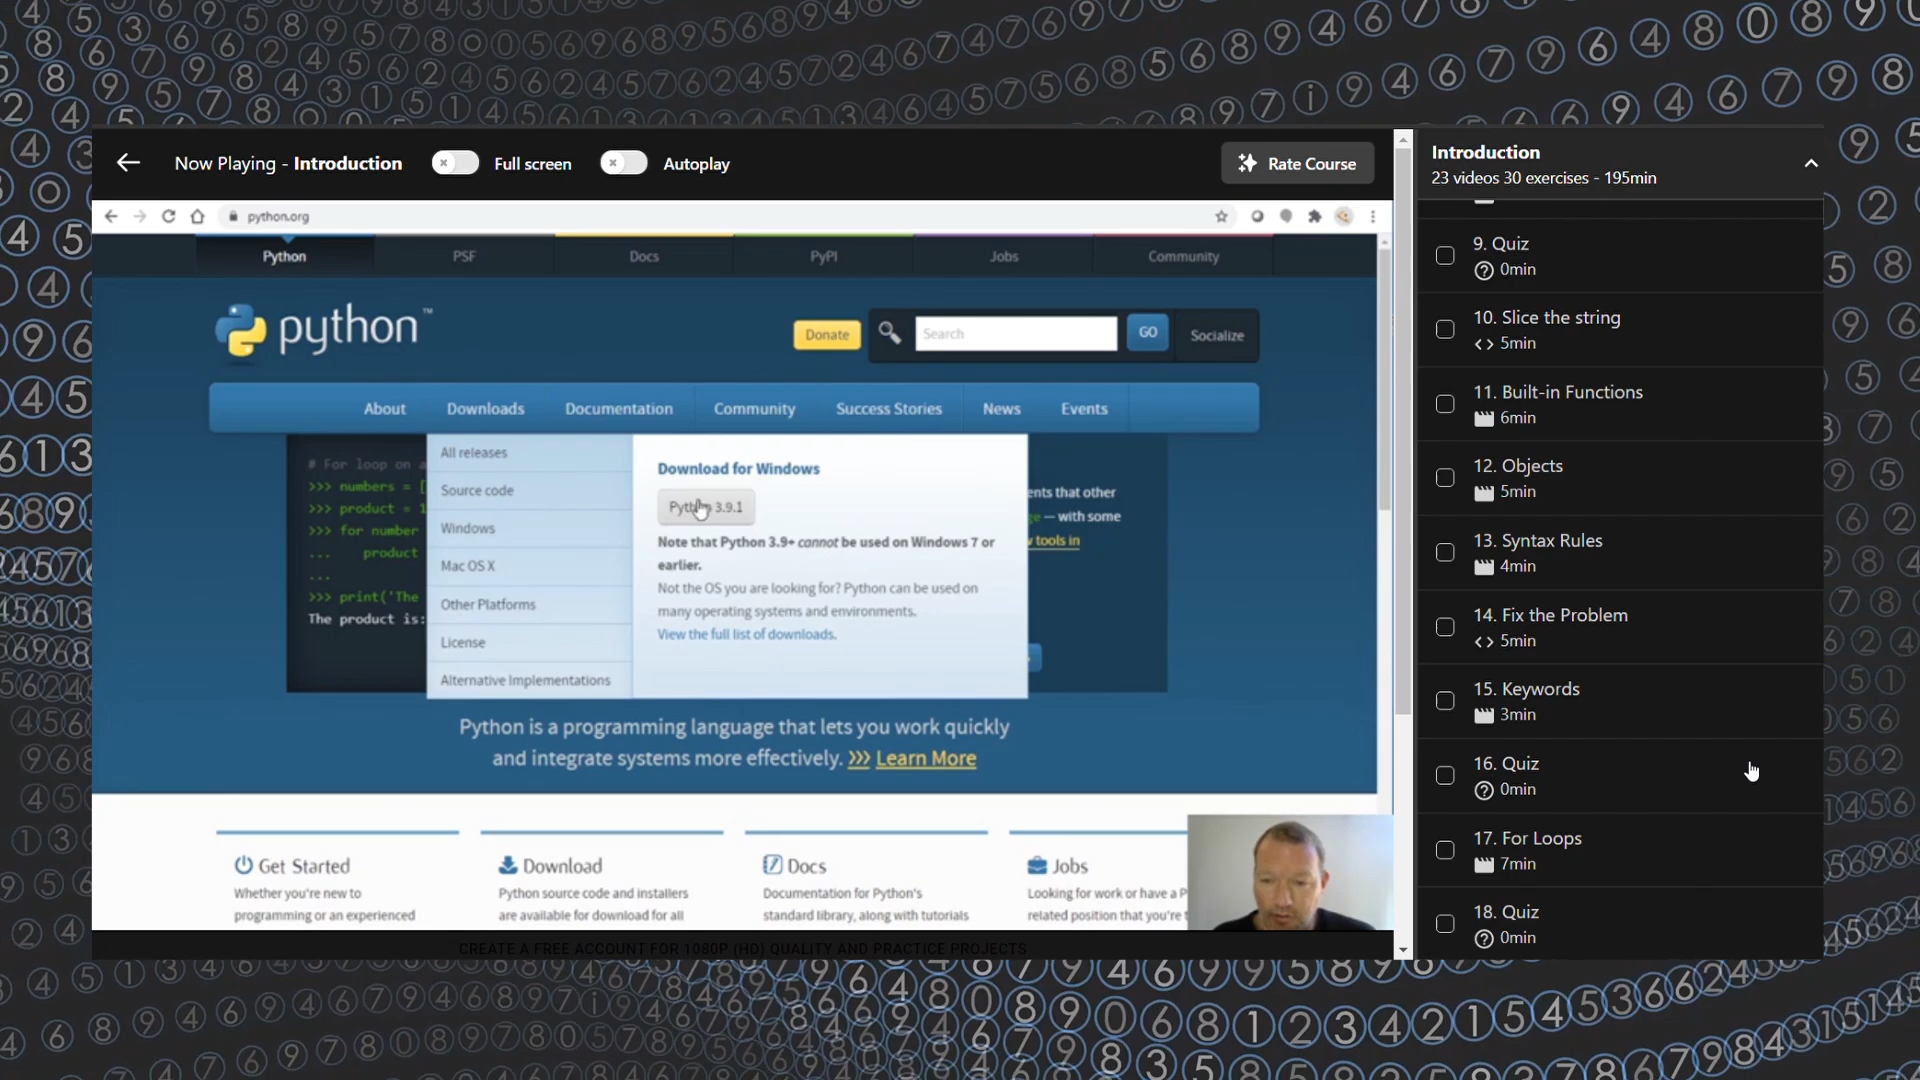 Now Playing - Introduction
Full screen
Autoplay
Rate Course
python.org
Python
PSF
Docs
PyPI
Jobs
Community
python™
Donate
Search
GO
Socialize
About
Downloads
Documentation
Community
Success Stories
News
Events
# For loop on a
>>> numbers = [
>>> product = 1
>>> for number
... product
...
>>> print('The
The product is:
All releases
Source code
Windows
Mac OS X
Other Platforms
License
Alternative Implementations
Download for Windows
Python 3.9.1
Note that Python 3.9+ cannot be used on Windows 7 or
earlier.
Not the OS you are looking for? Python can be used on
many operating systems and environments.
View the full list of downloads.
ents that other
— with some
tools in
Python is a programming language that lets you work quickly
and integrate systems more effectively. >>> Learn More
Get Started
Whether you're new to
programming or an experienced
Download
Python source code and installers
are available for download for all
Docs
Documentation for Python's
standard library, along with tutorials
Jobs
Looking for work or have a P
related position that you're t
CREATE A FREE ACCOUNT FOR 1080P (HD) QUALITY AND PRACTICE PROJECTS
Introduction
23 videos 30 exercises - 195min
9. Quiz
0min
10. Slice the string
5min
11. Built-in Functions
6min
12. Objects
5min
13. Syntax Rules
4min
14. Fix the Problem
5min
15. Keywords
3min
16. Quiz
0min
17. For Loops
7min
18. Quiz
0min